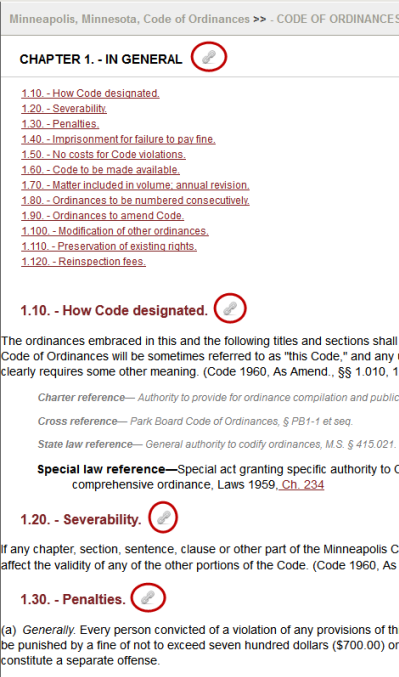 Minneapolis, Minnesota, Code of Ordinances >> - CODE OF ORDINANCES
CHAPTER 1. - IN GENERAL
1.10. - How Code designated.
1.20. - Severability.
1.30. - Penalties.
1.40. - Imprisonment for failure to pay fine.
1.50. - No costs for Code violations.
1.60. - Code to be made available.
1.70. - Matter included in volume; annual revision.
1.80. - Ordinances to be numbered consecutively.
1.90. - Ordinances to amend Code.
1.100. - Modification of other ordinances.
1.110. - Preservation of existing rights.
1.120. - Reinspection fees.
1.10. - How Code designated.
The ordinances embraced in this and the following titles and sections shall
Code of Ordinances will be sometimes referred to as "this Code," and any
clearly requires some other meaning. (Code 1960, As Amend., §§ 1.010, 1
Charter reference— Authority to provide for ordinance compilation and public
Cross reference— Park Board Code of Ordinances, § PB1-1 et seq.
State law reference— General authority to codify ordinances, M.S. § 415.021.
Special law reference—Special act granting specific authority to
comprehensive ordinance, Laws 1959, Ch. 234
1.20. - Severability.
If any chapter, section, sentence, clause or other part of the Minneapolis C
affect the validity of any of the other portions of the Code. (Code 1960, As
1.30. - Penalties.
(a) Generally. Every person convicted of a violation of any provisions of th
be punished by a fine of not to exceed seven hundred dollars ($700.00) or
constitute a separate offense.